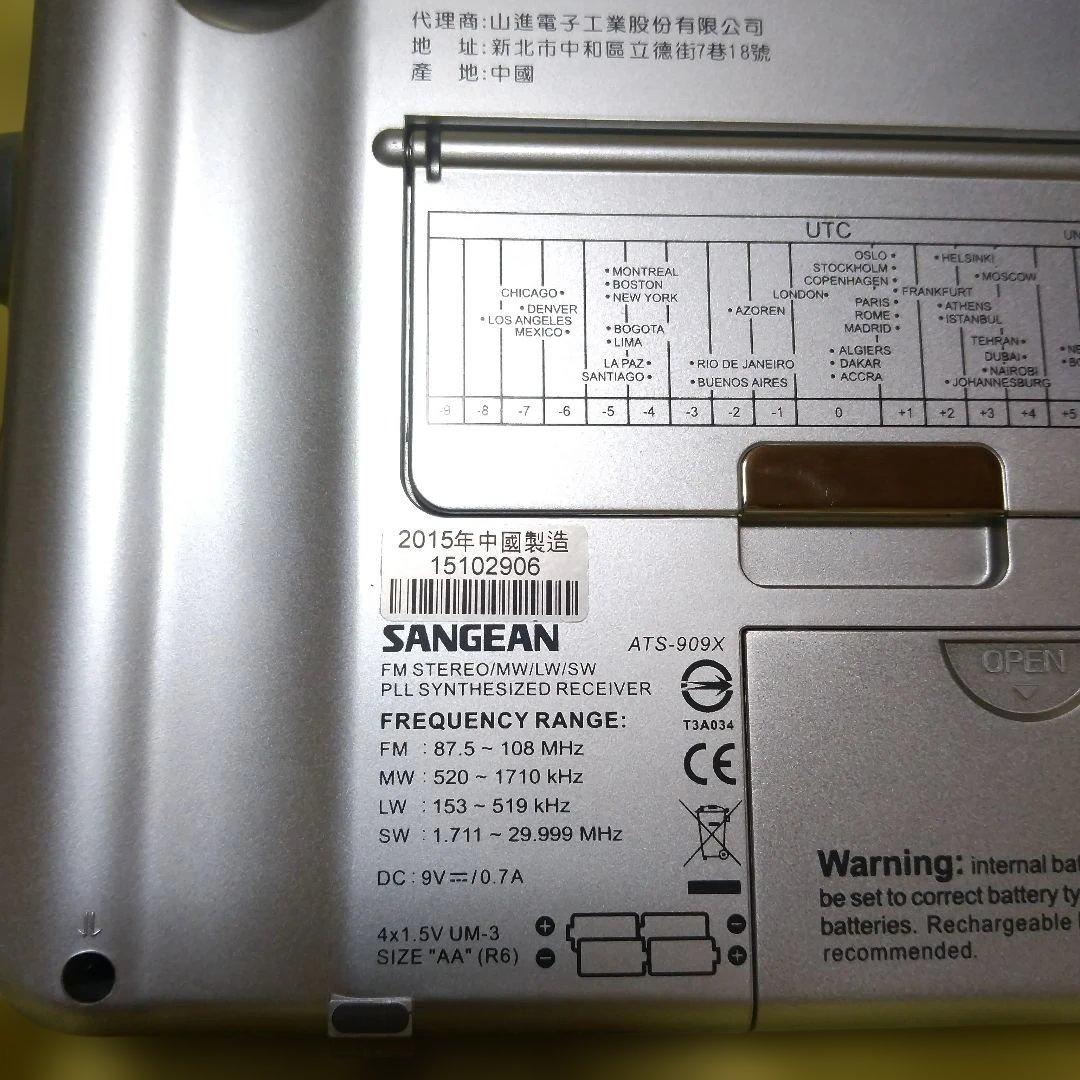 代理商:山進電子工業股份有限公司
地 址:新北市中和區立德街7巷18號
產 地:中國
UTC
OSLO
STOCKHOLM
COPENHAGEN
HELSINKI
MOSCOW
MONTREAL
BOSTON
NEW YORK
CHICAGO
DENVER
LOS ANGELES
MEXICO
BOGOTA
LIMA
LA PAZ
SANTIAGO
AZOREN
RIO DE JANEIRO
BUENOS AIRES
LONDON
FRANKFURT
PARIS
ROME
MADRID
ATHENS
ISTANBUL
ALGIERS
DAKAR
ACCRA
TEHRAN
DUBAI
NAIROBI
JOHANNESBURG
-9 -8 -7 -6 -5 -4 -3 -2 -1 0 +1 +2 +3 +4 +5
2015年中國製造
15102906
SANGEAN ATS-909X
FM STEREO/MW/LW/SW
PLL SYNTHESIZED RECEIVER
T3A034
FREQUENCY RANGE:
FM : 87.5 ~ 108 MHz
MW : 520 ~ 1710 kHz
LW : 153 ~ 519 kHz
SW : 1.711 ~ 29.999 MHz
CE
DC : 9V⎓/0.7A
4x1.5V UM-3
SIZE "AA" (R6)
OPEN
Warning: internal
be set to correct battery
batteries. Rechargeable
recommended.